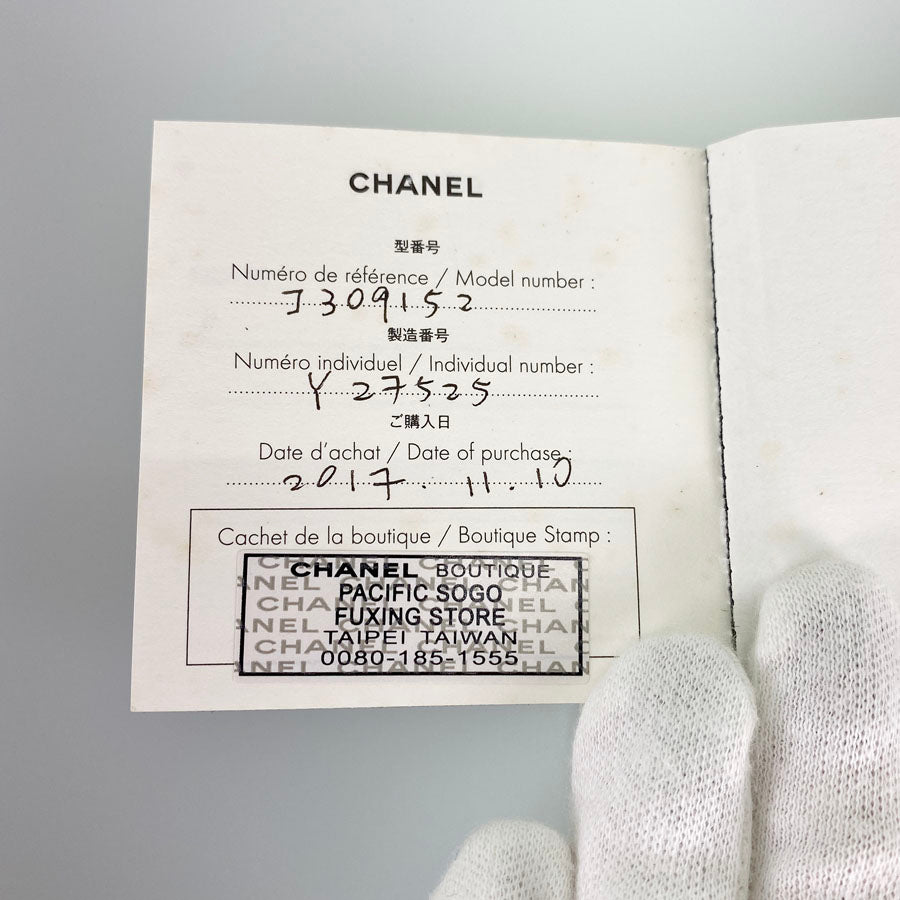 CHANEL
型番号
Numéro de référence / Model number :
J309152
製造番号
Numéro individuel / Individual number :
Y27525
ご購入日
Date d'achat / Date of purchase :
2017. 11. 10
Cachet de la boutique / Boutique Stamp :
CHANEL BOUTIQUE
PACIFIC SOGO
FUXING STORE
TAIPEI TAIWAN
0080-185-1555